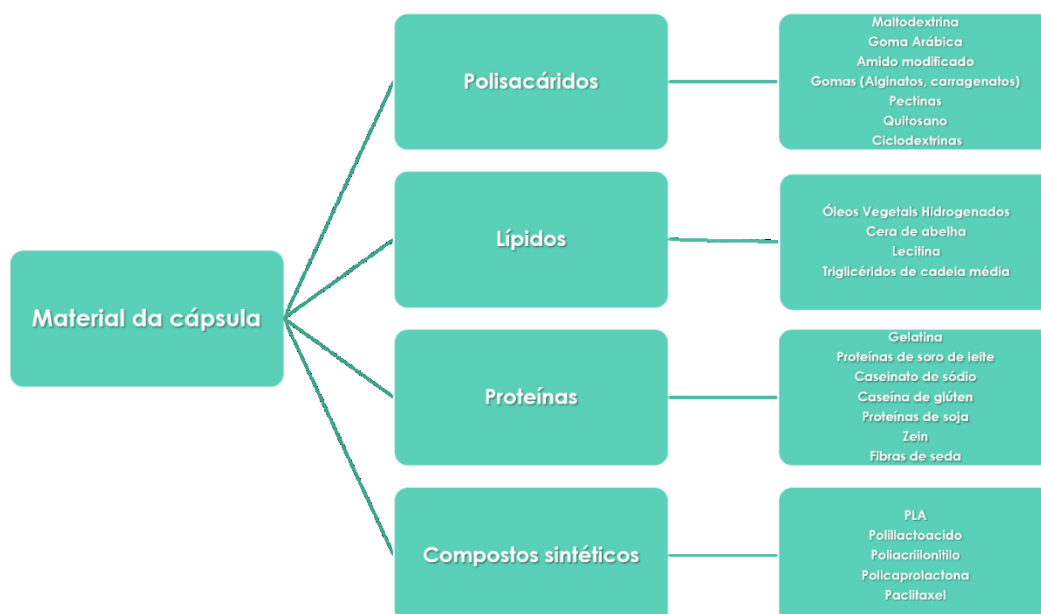 Material da cápsula
Polisacáridos
Maltodextrina
Goma Arábica
Amido modificado
Gomas (Alginatos, carragenatos)
Pectinas
Quitosano
Ciclodextrinas
Lípidos
Óleos Vegetais Hidrogenados
Cera de abelha
Lecitina
Triglicéridos de cadeia média
Proteínas
Gelatina
Proteínas de soro de leite
Caseinato de sódio
Caseína de glúten
Proteínas de soja
Zein
Fibras de seda
Compostos sintéticos
PLA
Polillactoacido
Poliacriilonitilo
Policaprolactona
Paclitaxel